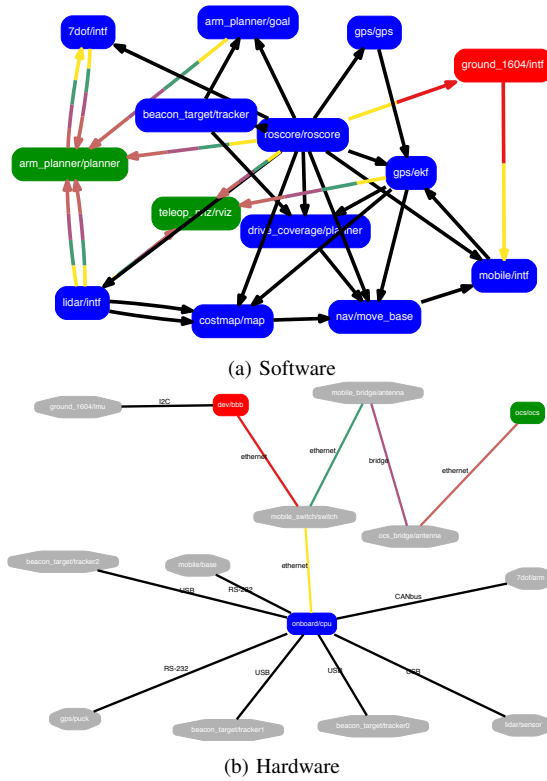 7dof/intf
arm_planner/goal
gps/gps
ground_1604/intf
beacon_target/tracker
roscore/roscore
arm_planner/planner
gps/ekf
teleop_rviz/rviz
drive_coverage/planner
mobile/intf
lidar/intf
costmap/map
nav/move_base
(a) Software
ground_1604/imu
I2C
dev/bbb
mobile_bridge/antenna
ocs/ocs
ethernet
ethernet
bridge
ethernet
mobile_switch/switch
ocs_bridge/antenna
beacon_target/tracker2
mobile/base
ethernet
7dof/arm
USB
RS-232
CANbus
onboard/cpu
RS-232
USB
USB
USB
gps/puck
beacon_target/tracker1
beacon_target/tracker0
lidar/sensor
(b) Hardware